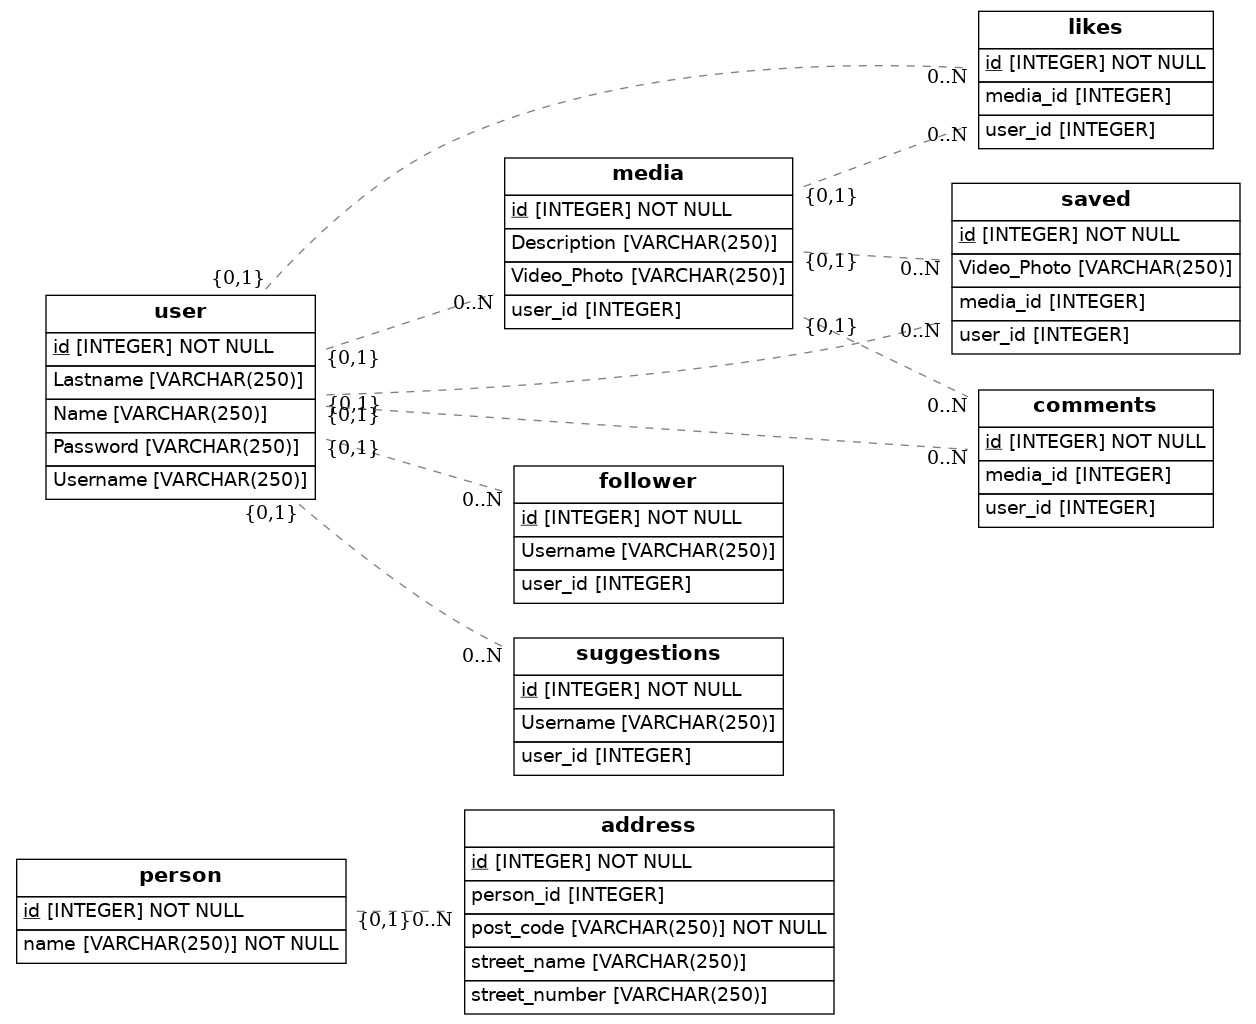 likes
id [INTEGER] NOT NULL
media_id [INTEGER]
user_id [INTEGER]
0..N
0..N
media
id [INTEGER] NOT NULL
Description [VARCHAR(250)]
Video_Photo [VARCHAR(250)]
user_id [INTEGER]
{0,1}
{0,1}
{0,1}
0..N
saved
id [INTEGER] NOT NULL
Video_Photo [VARCHAR(250)]
media_id [INTEGER]
user_id [INTEGER]
0..N
0..N
{0,1}
user
id [INTEGER] NOT NULL
Lastname [VARCHAR(250)]
Name [VARCHAR(250)]
Password [VARCHAR(250)]
Username [VARCHAR(250)]
{0,1}
{0,1}
{0,1}
{0,1}
{0,1}
comments
id [INTEGER] NOT NULL
media_id [INTEGER]
user_id [INTEGER]
0..N
0..N
follower
id [INTEGER] NOT NULL
Username [VARCHAR(250)]
user_id [INTEGER]
0..N
suggestions
id [INTEGER] NOT NULL
Username [VARCHAR(250)]
user_id [INTEGER]
0..N
person
id [INTEGER] NOT NULL
name [VARCHAR(250)] NOT NULL
{0,1}
0..N
address
id [INTEGER] NOT NULL
person_id [INTEGER]
post_code [VARCHAR(250)] NOT NULL
street_name [VARCHAR(250)]
street_number [VARCHAR(250)]